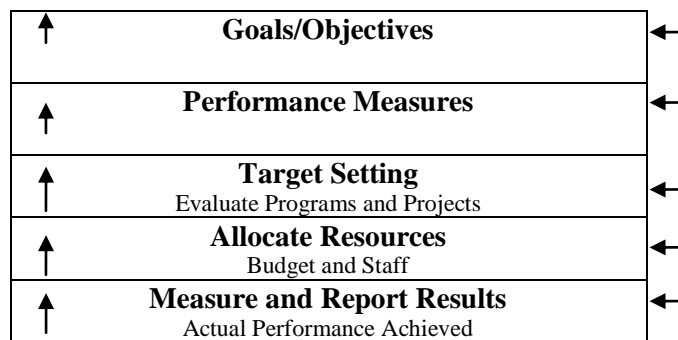 Goals/Objectives
Performance Measures
Target Setting
Evaluate Programs and Projects
Allocate Resources
Budget and Staff
Measure and Report Results
Actual Performance Achieved